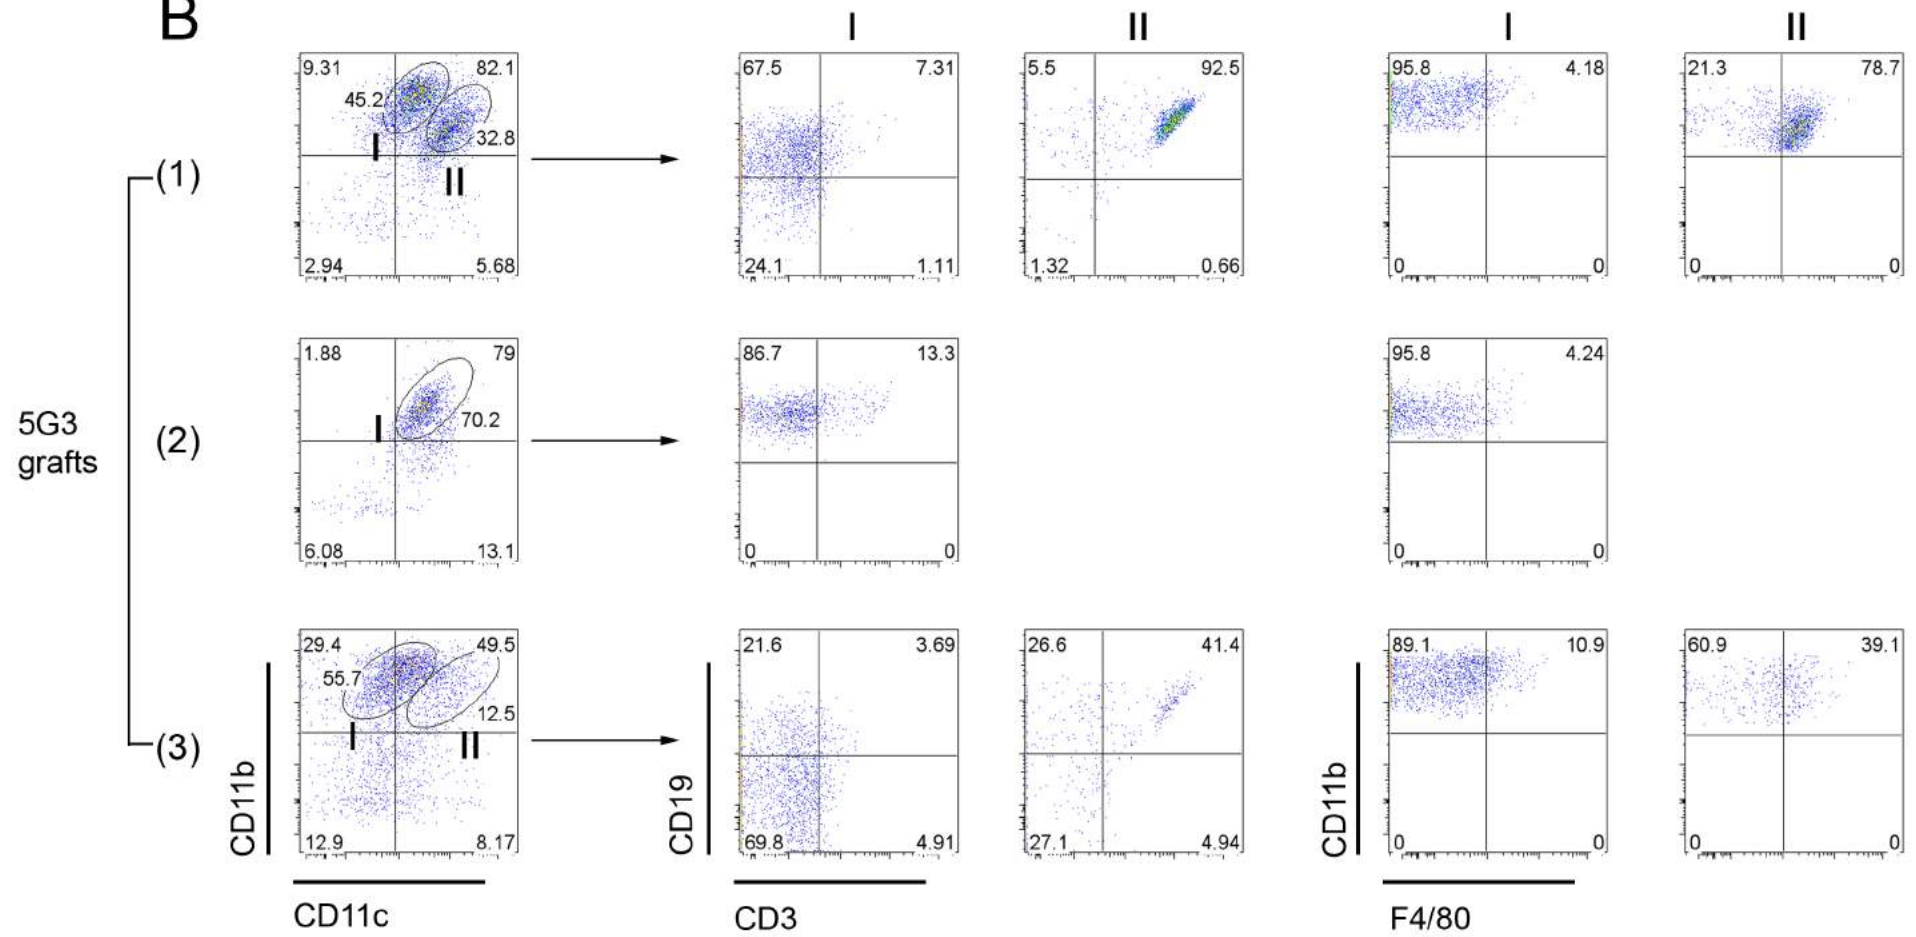 B
I II I II
9.31 82.1 67.5 7.31 5.5 92.5 95.8 4.18 21.3 78.7
45.2
32.8
I
II
(1)
2.94 5.68 24.1 1.11 1.32 0.66 0 0 0 0
1.88 79 86.7 13.3 95.8 4.24
70.2
I
5G3
grafts
(2)
6.08 13.1 0 0 0 0
29.4 49.5 21.6 3.69 26.6 41.4 89.1 10.9 60.9 39.1
55.7
12.5
I II
(3)
12.9 8.17 69.8 4.91 27.1 4.94 0 0 0 0
CD11b CD19 CD11b
CD11c CD3 F4/80